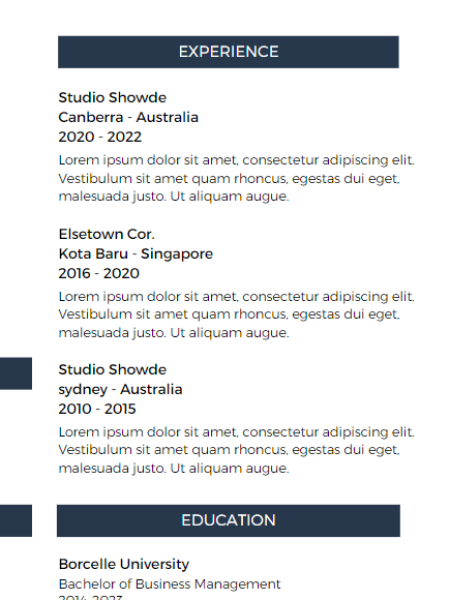 EXPERIENCE
Studio Showde
Canberra - Australia
2020 - 2022
Lorem ipsum dolor sit amet, consectetur adipiscing elit.
Vestibulum sit amet quam rhoncus, egestas dui eget,
malesuada justo. Ut aliquam augue.
Elsetown Cor.
Kota Baru - Singapore
2016 - 2020
Lorem ipsum dolor sit amet, consectetur adipiscing elit.
Vestibulum sit amet quam rhoncus, egestas dui eget,
malesuada justo. Ut aliquam augue.
Studio Showde
sydney - Australia
2010 - 2015
Lorem ipsum dolor sit amet, consectetur adipiscing elit.
Vestibulum sit amet quam rhoncus, egestas dui eget,
malesuada justo. Ut aliquam augue.
EDUCATION
Borcelle University
Bachelor of Business Management
2014-2023